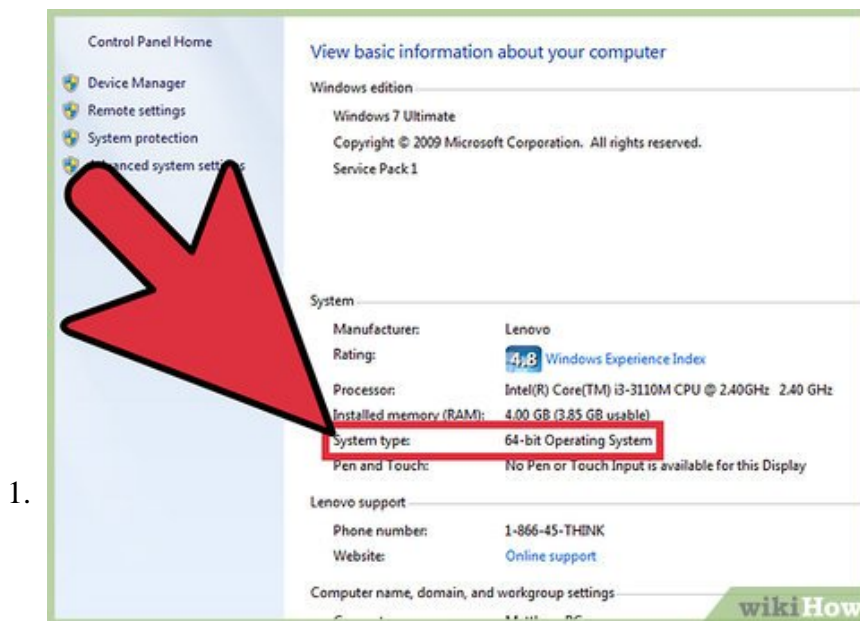 Control Panel Home
Device Manager
Remote settings
System protection
system settings
View basic information about your computer
Windows edition
Windows 7 Ultimate
Copyright © 2009 Microsoft Corporation. All rights reserved.
Service Pack 1
System
Manufacturer: Lenovo
Rating: 4,8 Windows Experience Index
Processor: Intel(R) Core(TM) i3-3110M CPU @ 2.40GHz 2.40 GHz
Installed memory (RAM): 4.00 GB (3.85 GB usable)
System type: 64-bit Operating System
Pen and Touch: No Pen or Touch Input is available for this Display
Lenovo support
Phone number: 1-866-45-THINK
Website: Online support
Computer name, domain, and workgroup settings
1.
wikiHow